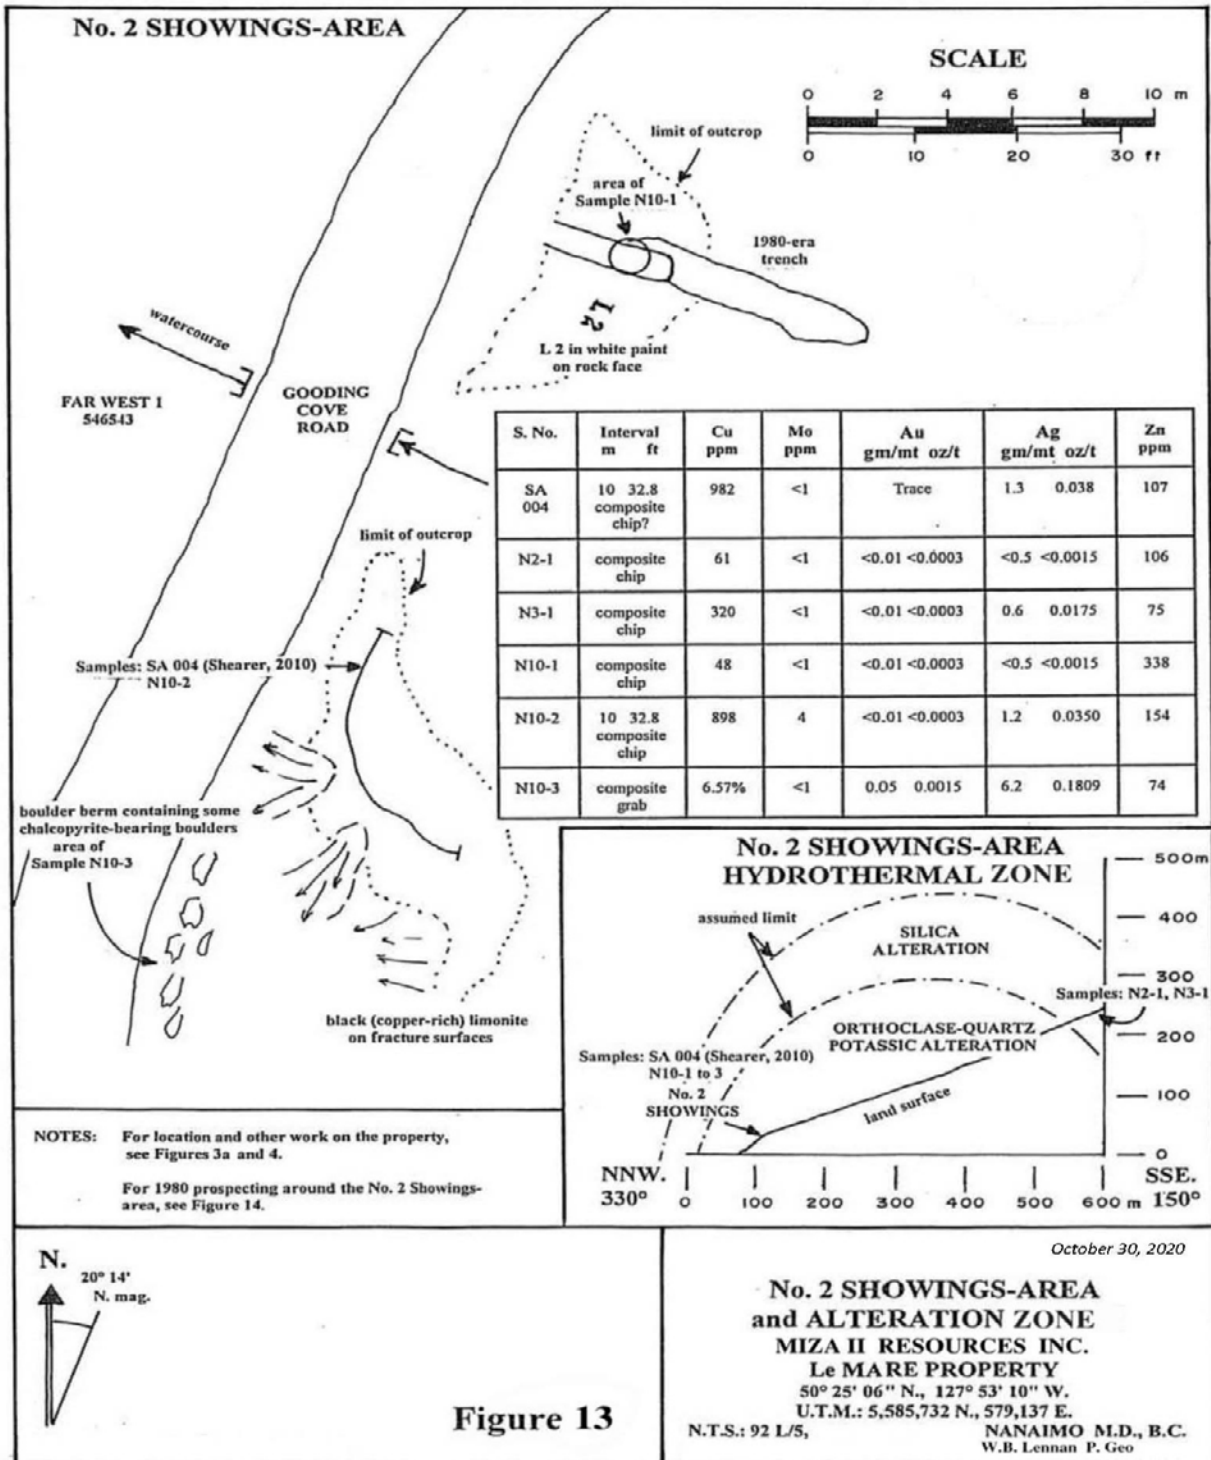 No. 2 SHOWINGS-AREA
SCALE
0 2 4 6 8 10 m
0 10 20 30 ft
limit of outcrop
area of
Sample N10-1
1980-era
trench
L 2
L 2 in white paint
on rock face
watercourse
FAR WEST 1
546543
GOODING
COVE
ROAD
S. No. Interval Cu Mo Au Ag Zn
m ft ppm ppm gm/mt oz/t gm/mt oz/t ppm
SA 10 32.8 982 <1 Trace 1.3 0.038 107
004 composite
chip?
N2-1 composite 61 <1 <0.01 <0.0003 <0.5 <0.0015 106
chip
N3-1 composite 320 <1 <0.01 <0.0003 0.6 0.0175 75
chip
N10-1 composite 48 <1 <0.01 <0.0003 <0.5 <0.0015 338
chip
N10-2 10 32.8 898 4 <0.01 <0.0003 1.2 0.0350 154
composite
chip
N10-3 composite 6.57% <1 0.05 0.0015 6.2 0.1809 74
grab
limit of outcrop
Samples: SA 004 (Shearer, 2010)
N10-2
boulder berm containing some
chalcopyrite-bearing boulders
area of
Sample N10-3
black (copper-rich) limonite
on fracture surfaces
No. 2 SHOWINGS-AREA
HYDROTHERMAL ZONE
500m
400
300
200
100
0
assumed limit
SILICA
ALTERATION
Samples: N2-1, N3-1
ORTHOCLASE-QUARTZ
POTASSIC ALTERATION
Samples: SA 004 (Shearer, 2010)
N10-1 to 3
No. 2
SHOWINGS
land surface
NNW.
330°
0 100 200 300 400 500 600 m
SSE.
150°
NOTES: For location and other work on the property,
see Figures 3a and 4.
For 1980 prospecting around the No. 2 Showings-
area, see Figure 14.
N.
20° 14'
N. mag.
Figure 13
October 30, 2020
No. 2 SHOWINGS-AREA
and ALTERATION ZONE
MIZA II RESOURCES INC.
Le MARE PROPERTY
50° 25' 06" N., 127° 53' 10" W.
U.T.M.: 5,585,732 N., 579,137 E.
N.T.S.: 92 L/5, NANAIMO M.D., B.C.
W.B. Lennan P. Geo